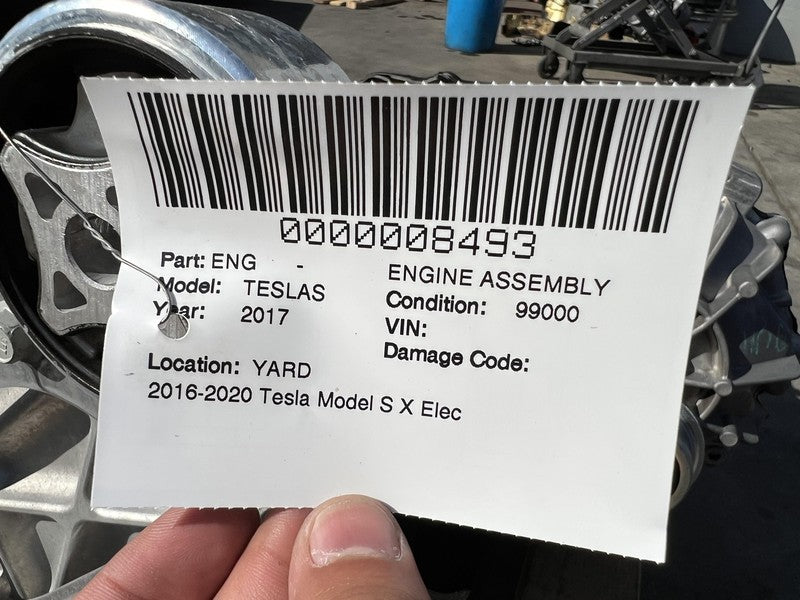 0000008493
Part: ENG - ENGINE ASSEMBLY
Model: TESLAS Condition: 99000
Year: 2017 VIN:
Damage Code:
Location: YARD
2016-2020 Tesla Model S X Elec